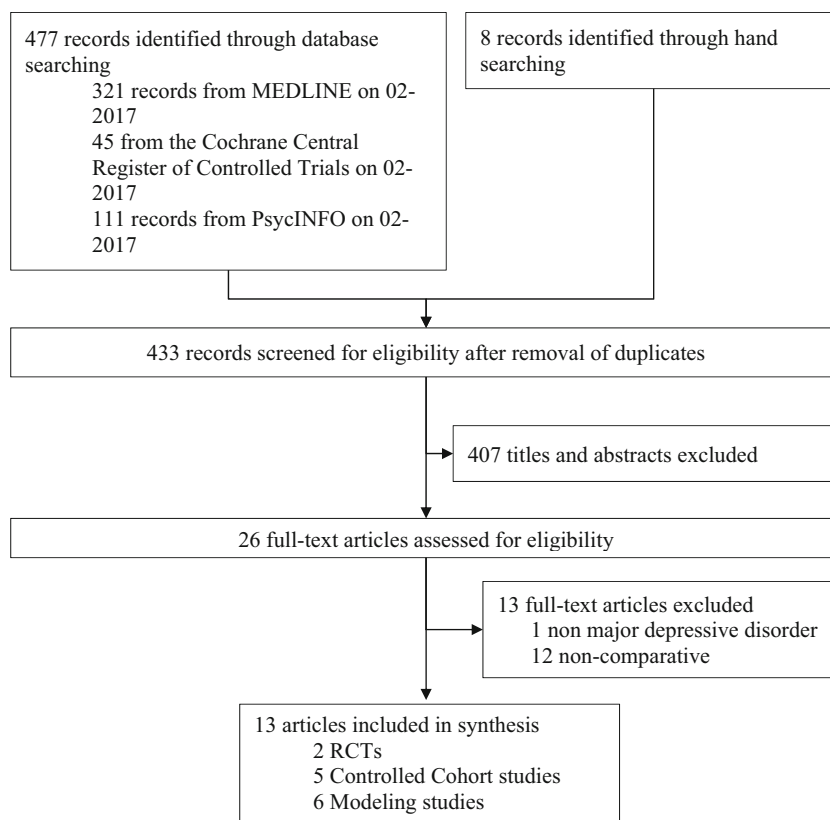 477 records identified through database
searching
321 records from MEDLINE on 02-
2017
45 from the Cochrane Central
Register of Controlled Trials on 02-
2017
111 records from PsycINFO on 02-
2017
8 records identified through hand
searching
433 records screened for eligibility after removal of duplicates
407 titles and abstracts excluded
26 full-text articles assessed for eligibility
13 full-text articles excluded
1 non major depressive disorder
12 non-comparative
13 articles included in synthesis
2 RCTs
5 Controlled Cohort studies
6 Modeling studies